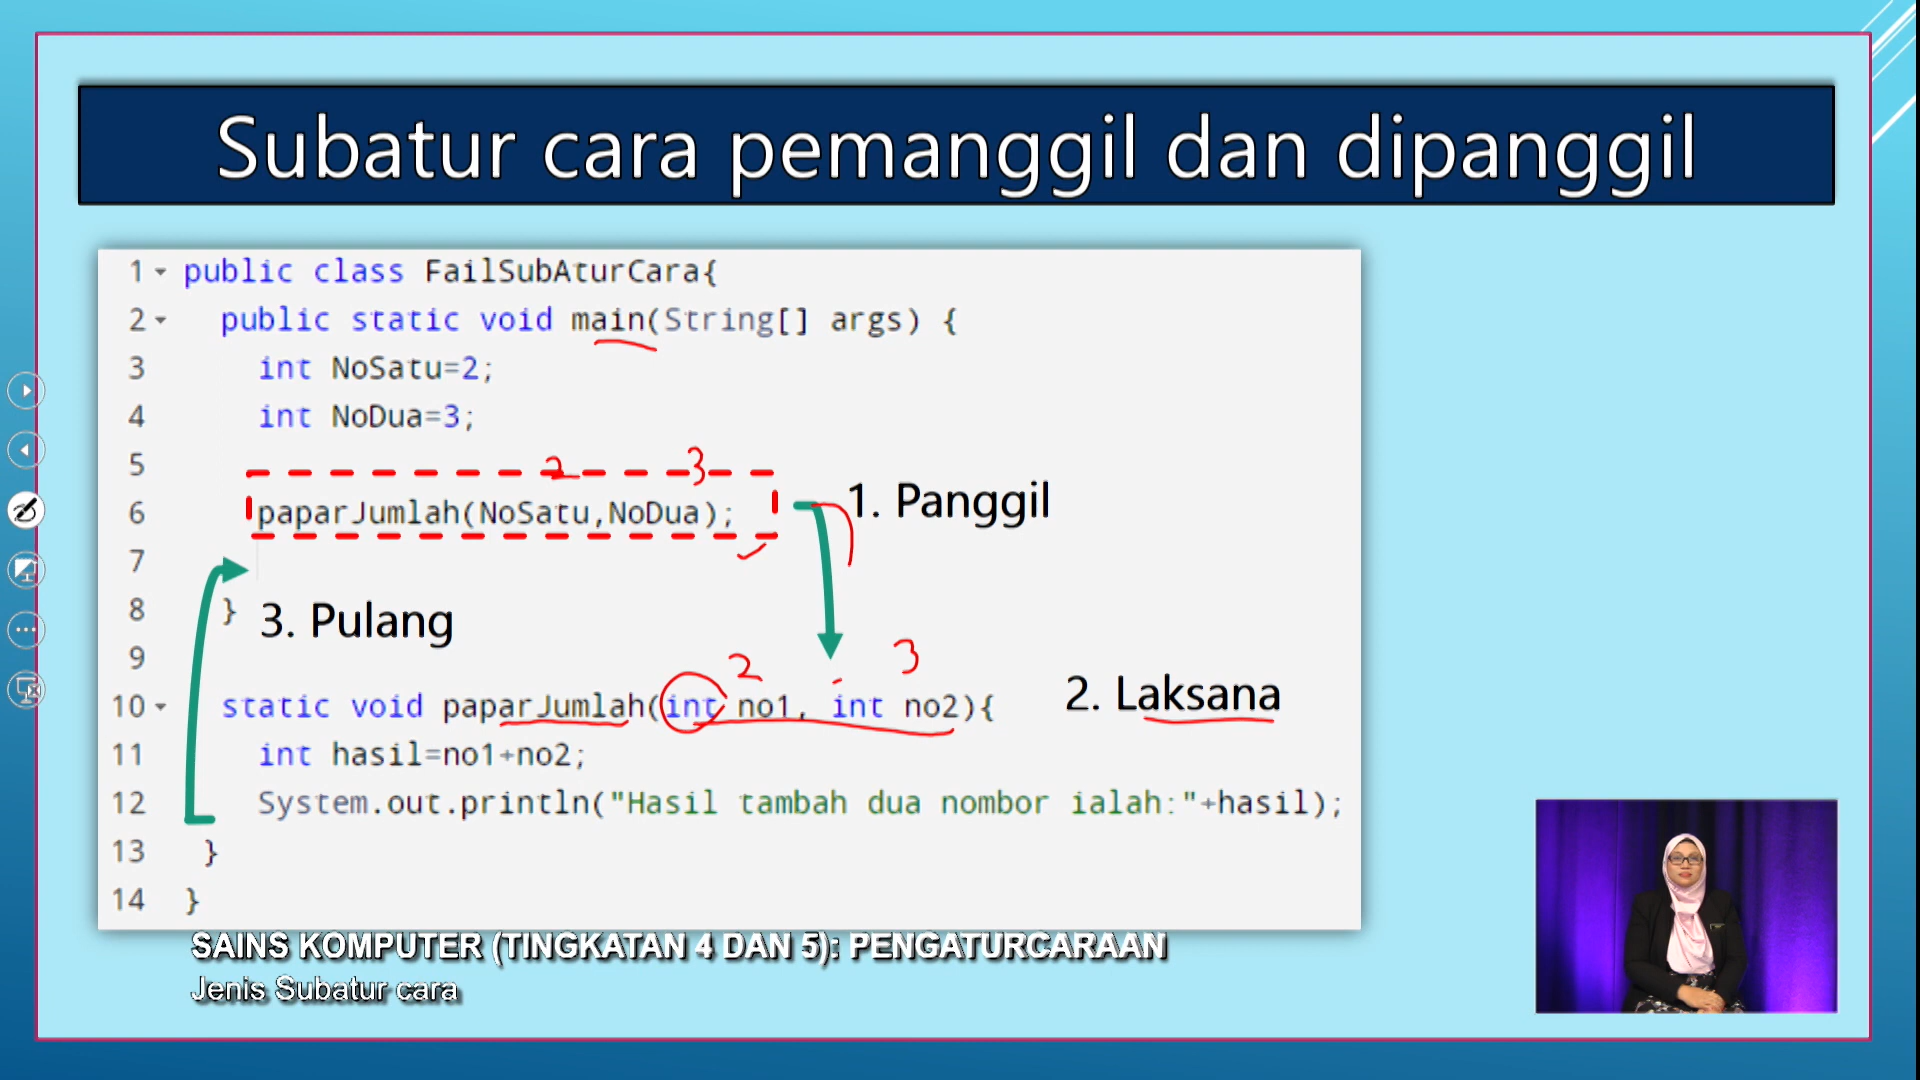 Subatur cara pemanggil dan dipanggil
1 public class FailSubAturCara{
2 public static void main(String[] args) {
3 int NoSatu=2;
4 int NoDua=3;
5
2 3
6 paparJumlah(NoSatu,NoDua);
1. Panggil
7
8 }
3. Pulang
9
2 3
10 static void paparJumlah(int no1, int no2){
2. Laksana
11 int hasil=no1+no2;
12 System.out.println("Hasil tambah dua nombor ialah:"+hasil);
13 }
14 }
SAINS KOMPUTER (TINGKATAN 4 DAN 5): PENGATURCARAAN
Jenis Subatur cara